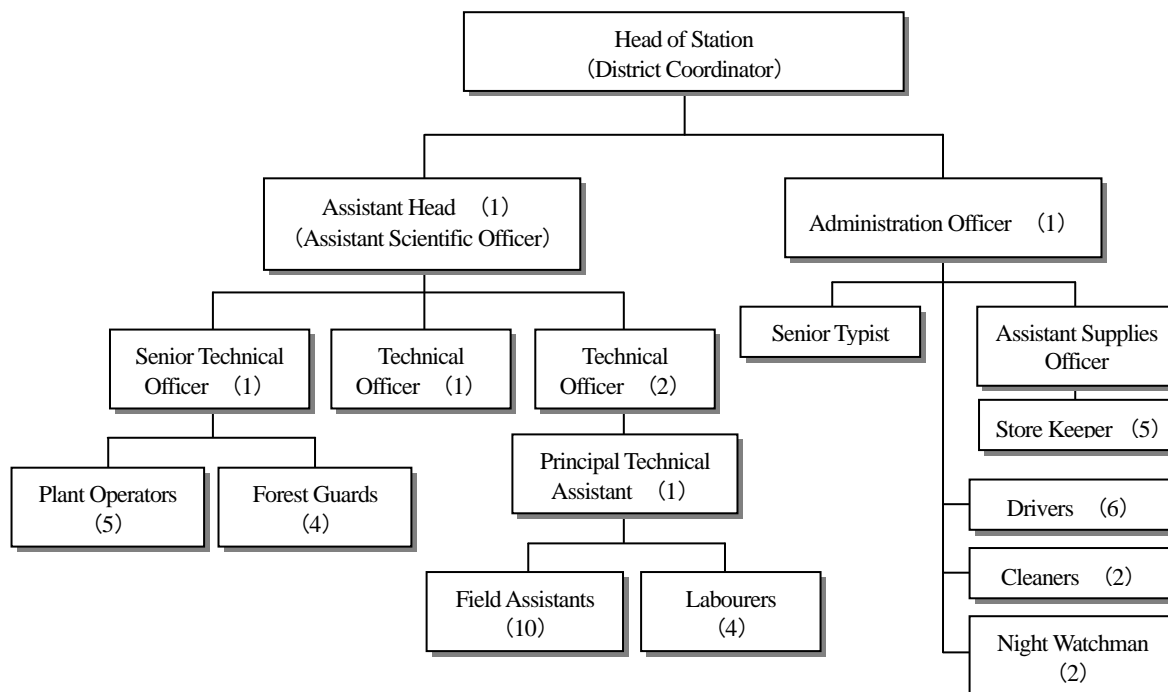 Head of Station
（District Coordinator）
Assistant Head （1）
（Assistant Scientific Officer）
Administration Officer （1）
Senior Technical
Officer （1）
Technical
Officer （1）
Technical
Officer （2）
Senior Typist
Assistant Supplies
Officer
Store Keeper （5）
Plant Operators
（5）
Forest Guards
（4）
Principal Technical
Assistant （1）
Drivers （6）
Field Assistants
（10）
Labourers
（4）
Cleaners （2）
Night Watchman
（2）